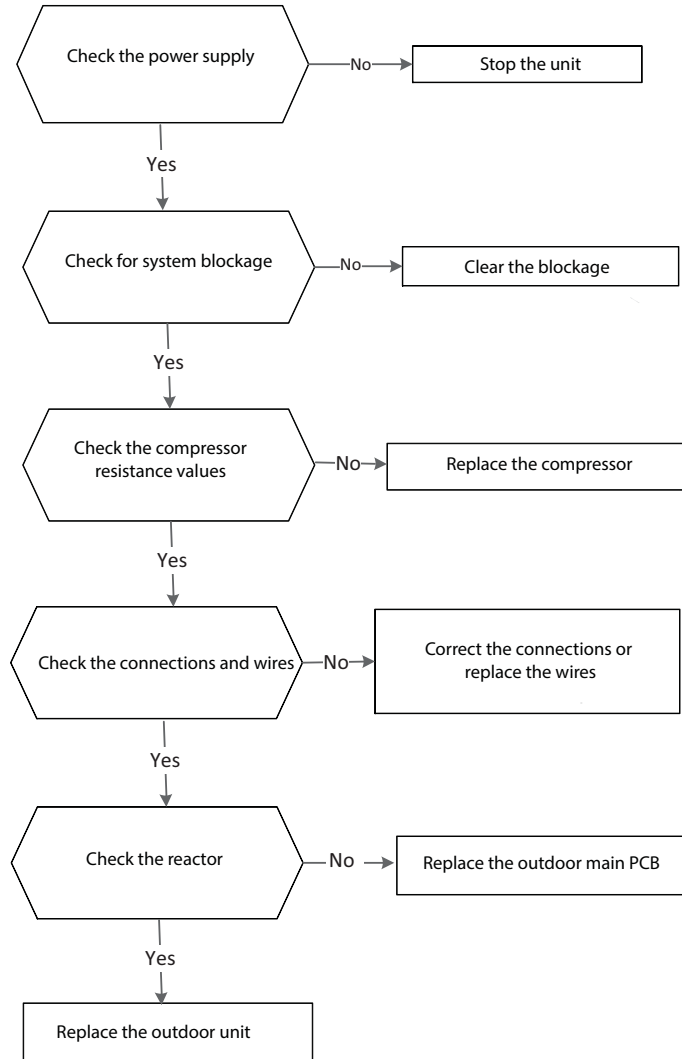 Check the power supply
No
Stop the unit
Yes
Check for system blockage
No
Clear the blockage
Yes
Check the compressor
resistance values
No
Replace the compressor
Yes
Check the connections and wires
No
Correct the connections or
replace the wires
Yes
Check the reactor
No
Replace the outdoor main PCB
Yes
Replace the outdoor unit